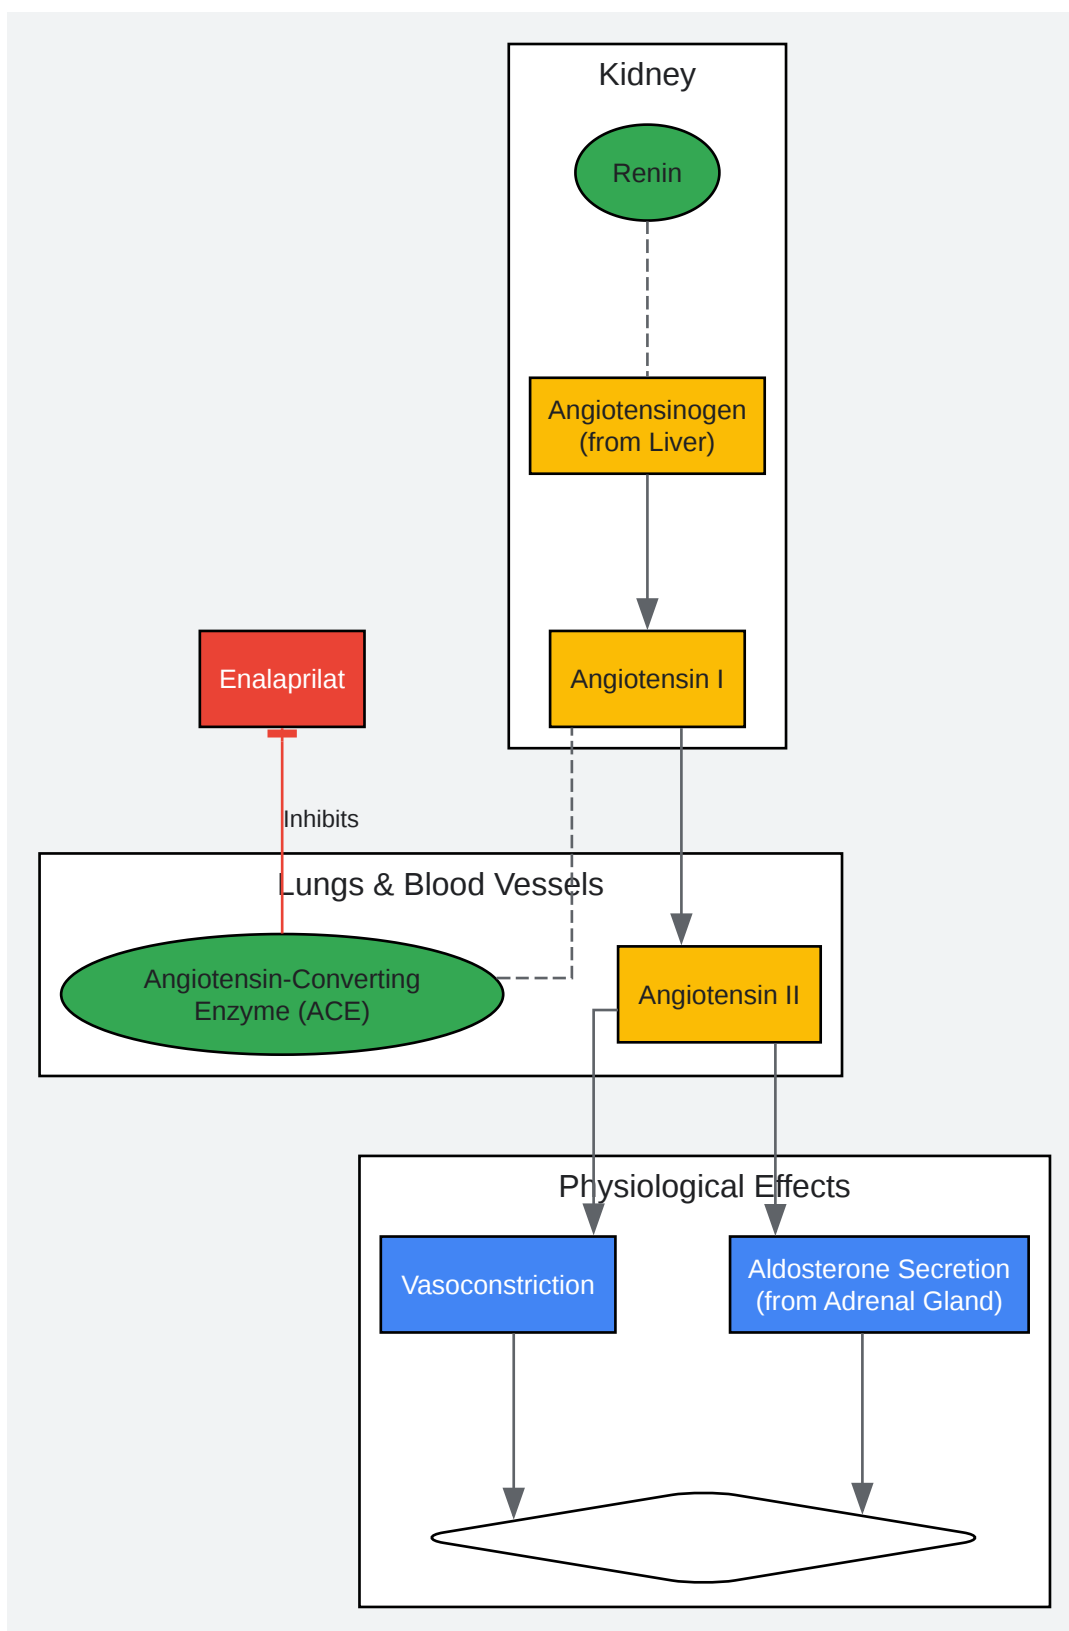 Kidney
Renin
Angiotensinogen
(from Liver)
Enalaprilat
Angiotensin I
Inhibits
Lungs & Blood Vessels
Angiotensin-Converting
Enzyme (ACE)
Angiotensin II
Physiological Effects
Vasoconstriction
Aldosterone Secretion
(from Adrenal Gland)